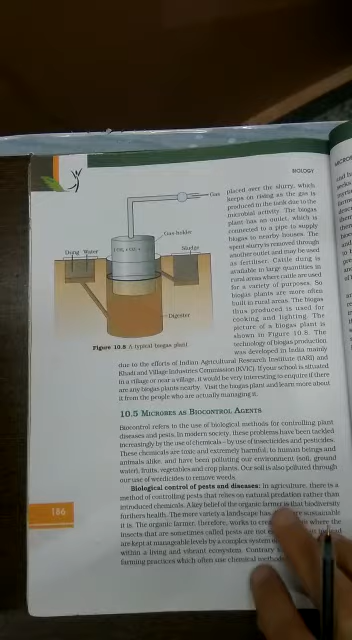 BIOLOGY
Gas
Gas-holder
Dung Water
Sludge
Digester
Figure 10.8 A typical biogas plant
placed over the slurry, which
keeps on rising as the gas is
produced in the tank due to the
microbial activity. The biogas
plant has an outlet, which is
connected to a pipe to supply
biogas to nearby houses. The
spent slurry is removed through
another outlet and may be used
as fertiliser. Cattle dung is
available in large quantities in
rural areas where cattle are used
for a variety of purposes. So
biogas plants are more often
built in rural areas. The biogas
thus produced is used for
cooking and lighting. The
picture of a biogas plant is
shown in Figure 10.8. The
technology of biogas production
was developed in India mainly
due to the efforts of Indian Agricultural Research Institute (IARI) and
Khadi and Village Industries Commission (KVIC). If your school is situated
in a village or near a village, it would be very interesting to enquire if there
are any biogas plants nearby. Visit the biogas plant and learn more about
it from the people who are actually managing it.
10.5 MICROBES AS BIOCONTROL AGENTS
Biocontrol refers to the use of biological methods for controlling plant
diseases and pests. In modern society, these problems have been tackled
increasingly by the use of chemicals – by use of insecticides and pesticides.
These chemicals are toxic and extremely harmful, to human beings and
animals alike, and have been polluting our environment (soil, ground
water), fruits, vegetables and crop plants. Our soil is also polluted through
our use of weedicides to remove weeds.
Biological control of pests and diseases: In agriculture, there is a
method of controlling pests that relies on natural predation rather than
introduced chemicals. A key belief of the organic farmer is that biodiversity
furthers health. The more variety a landscape has sustainable
it is. The organic farmer, therefore, works to where the
insects that are sometimes called pests are not
are kept at manageable levels by a complex system
within a living and vibrant ecosystem. Contrary
farming practices which often use chemical
186